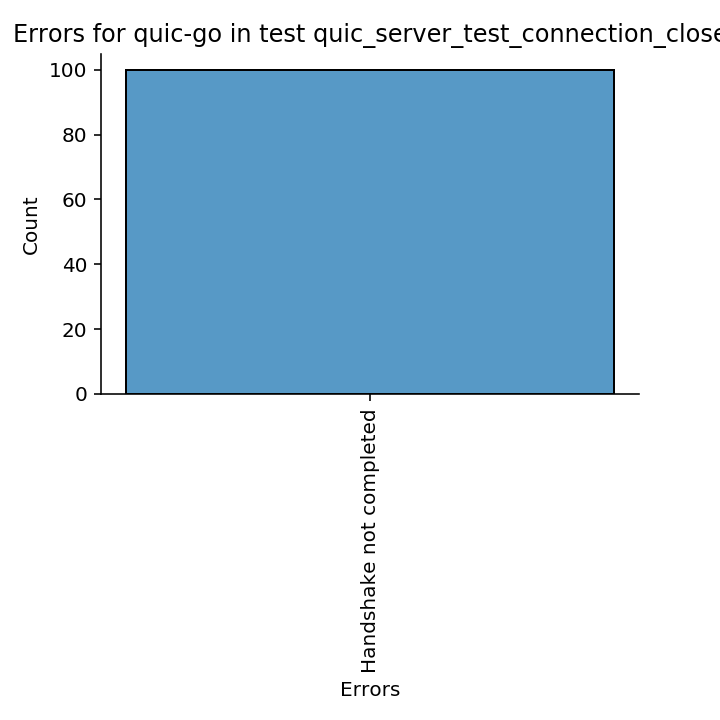 Errors for quic-go in test quic_server_test_connection_close
100
80
60
40
20
0
Count
Handshake not completed
Errors